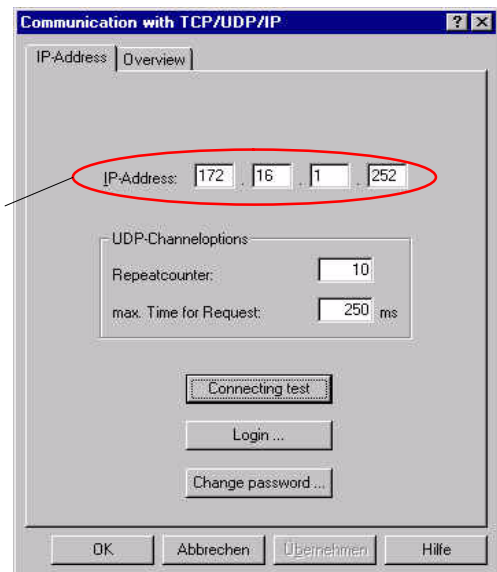 Communication with TCP/UDP/IP
IP-Address Overview
IP-Address: 172 . 16 . 1 . 252
UDP-Channeloptions
Repeatcounter: 10
max. Time for Request: 250 ms
Connecting test
Login ...
Change password ...
OK Abbrechen Übernehmen Hilfe